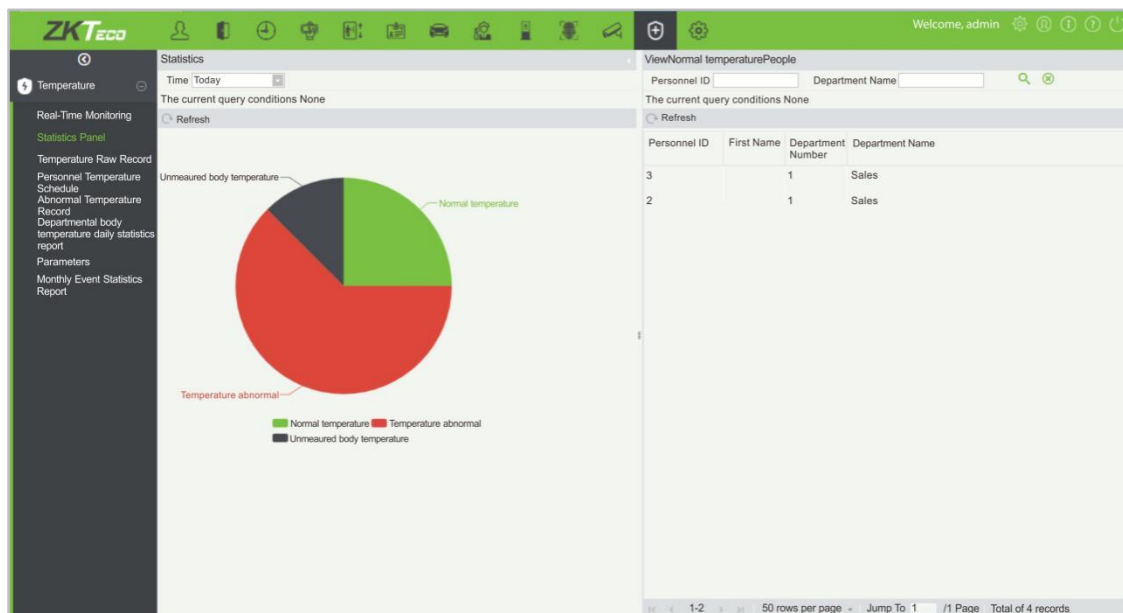 ZKTECO
Welcome, admin
Temperature
Real-Time Monitoring
Statistics Panel
Temperature Raw Record
Personnel Temperature
Schedule
Abnormal Temperature
Record
Departmental body
temperature daily statistics
report
Parameters
Monthly Event Statistics
Report
Statistics
Time Today
The current query conditions None
Refresh
Unmeaured body temperature
Normal temperature
Temperature abnormal
Normal temperature Temperature abnormal
Unmeaured body temperature
ViewNormal temperaturePeople
Personnel ID Department Name
The current query conditions None
Refresh
Personnel ID First Name Department Number Department Name
3 1 Sales
2 1 Sales
1-2 50 rows per page Jump To 1 /1 Page Total of 4 records